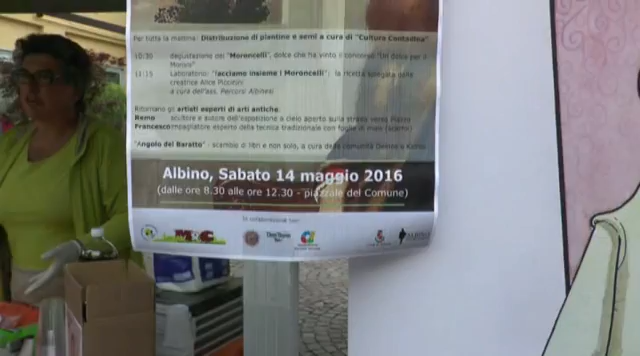 Per tutta la mattina: Distribuzione di piantine e semi a cura di "Cultura Contadina"
10:30 degustazione dei "Moroncelli", dolce che ha vinto il concorso "Un dolce per il
Moroni"
11:15 Laboratorio: "facciamo insieme i Moroncelli": la ricetta spiegata dalla
creatrice Alice
a cura dell'ass. Percorsi Albinesi
Ritornano gli artisti esperti di arti antiche:
Remo scultore e autore dell'esposizione a cielo aperto sulla strada verso
Francesco impagliatore esperto della tecnica tradizionale con foglie di mais
"Angolo del Baratto" - scambio di libri e non solo, a cura della comunità
Albino, Sabato 14 maggio 2016
(dalle ore 8.30 alle ore 12.30 - piazzale del Comune)
In collaborazione con:
M&C